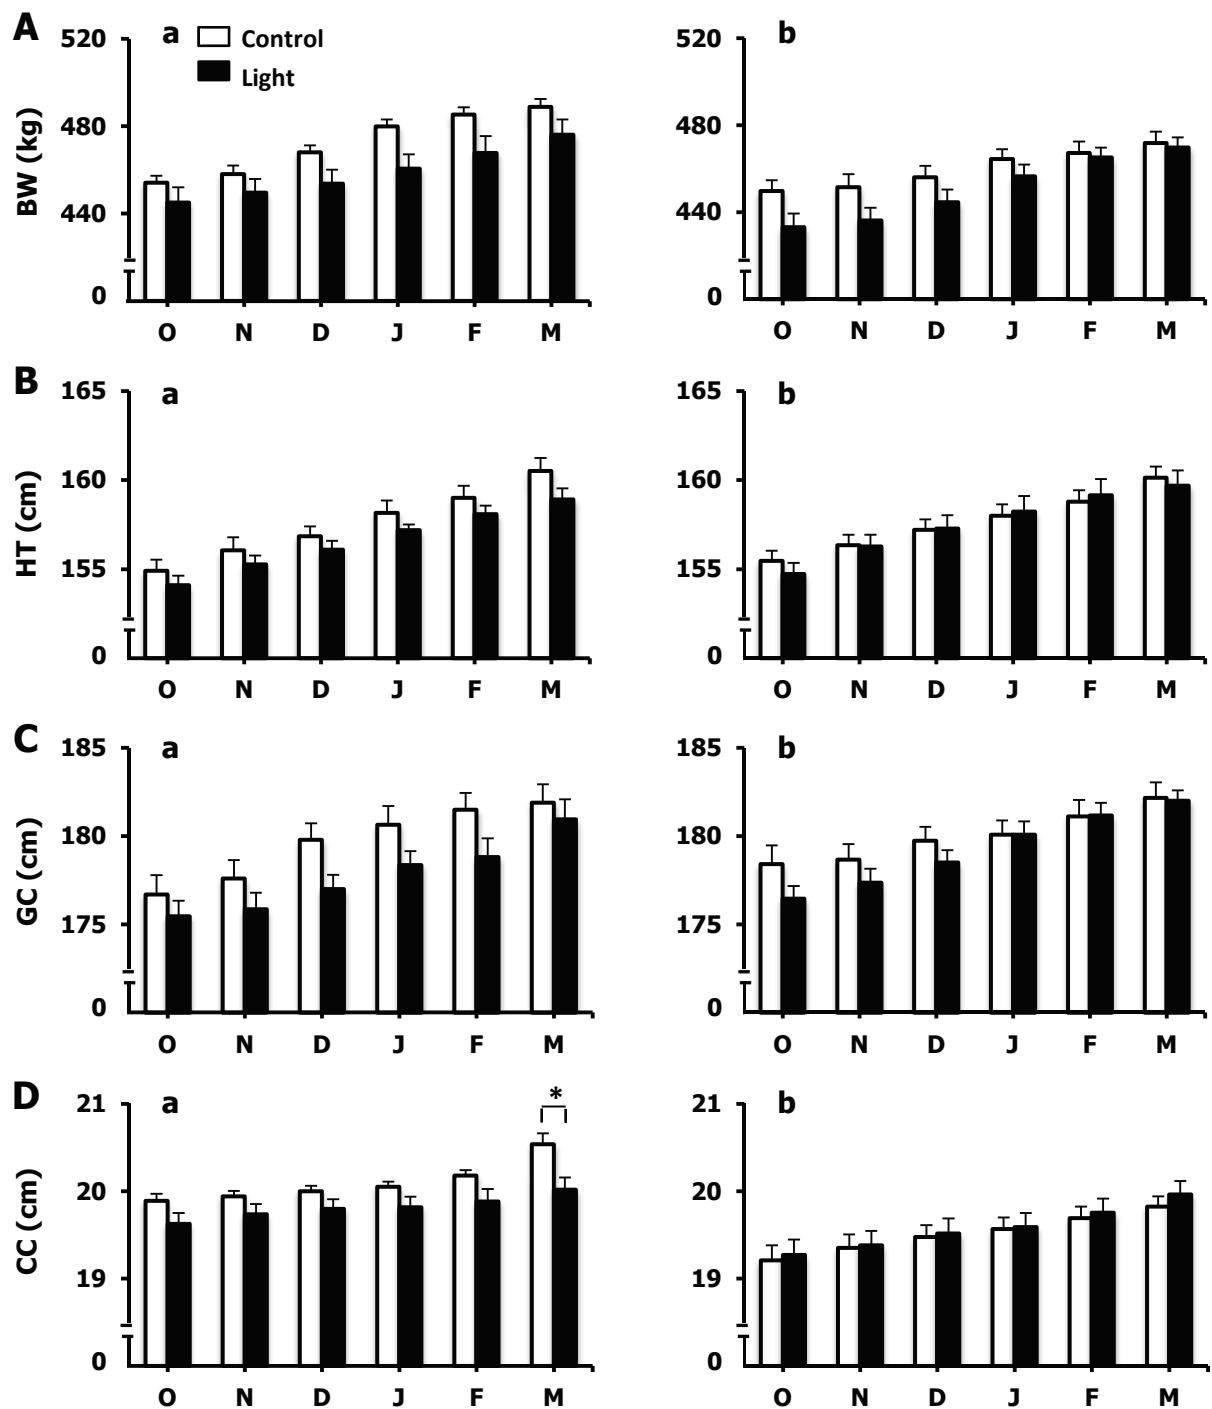 A
a
Control
Light
BW (kg)
520
480
440
0
O N D J F M
b
520
480
440
0
O N D J F M
B
a
HT (cm)
165
160
155
0
O N D J F M
b
165
160
155
0
O N D J F M
C
a
GC (cm)
185
180
175
0
O N D J F M
b
185
180
175
0
O N D J F M
D
a
CC (cm)
21
20
19
0
*
O N D J F M
b
21
20
19
0
O N D J F M